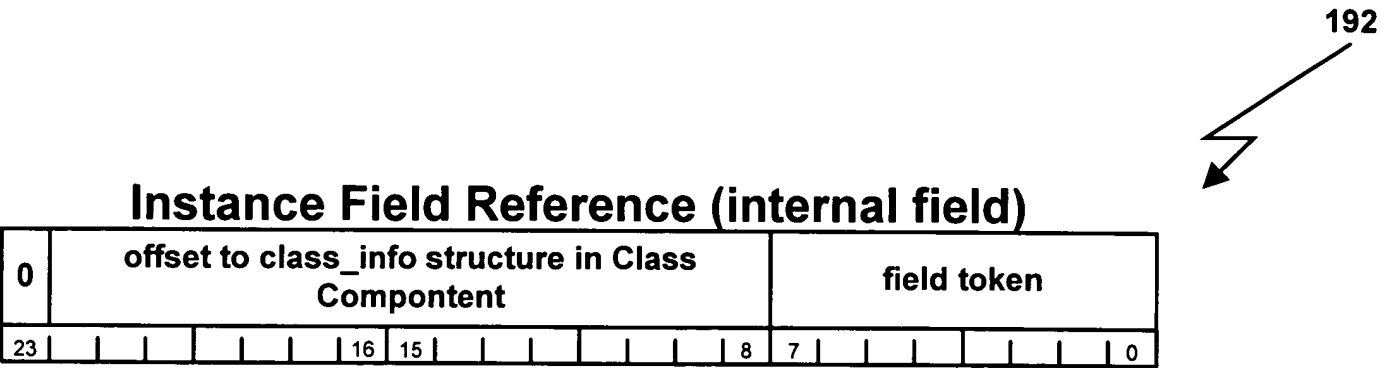 192
Instance Field Reference (internal field)
0 offset to class_info structure in Class field token
Compontent
23 16 15 8 7 0